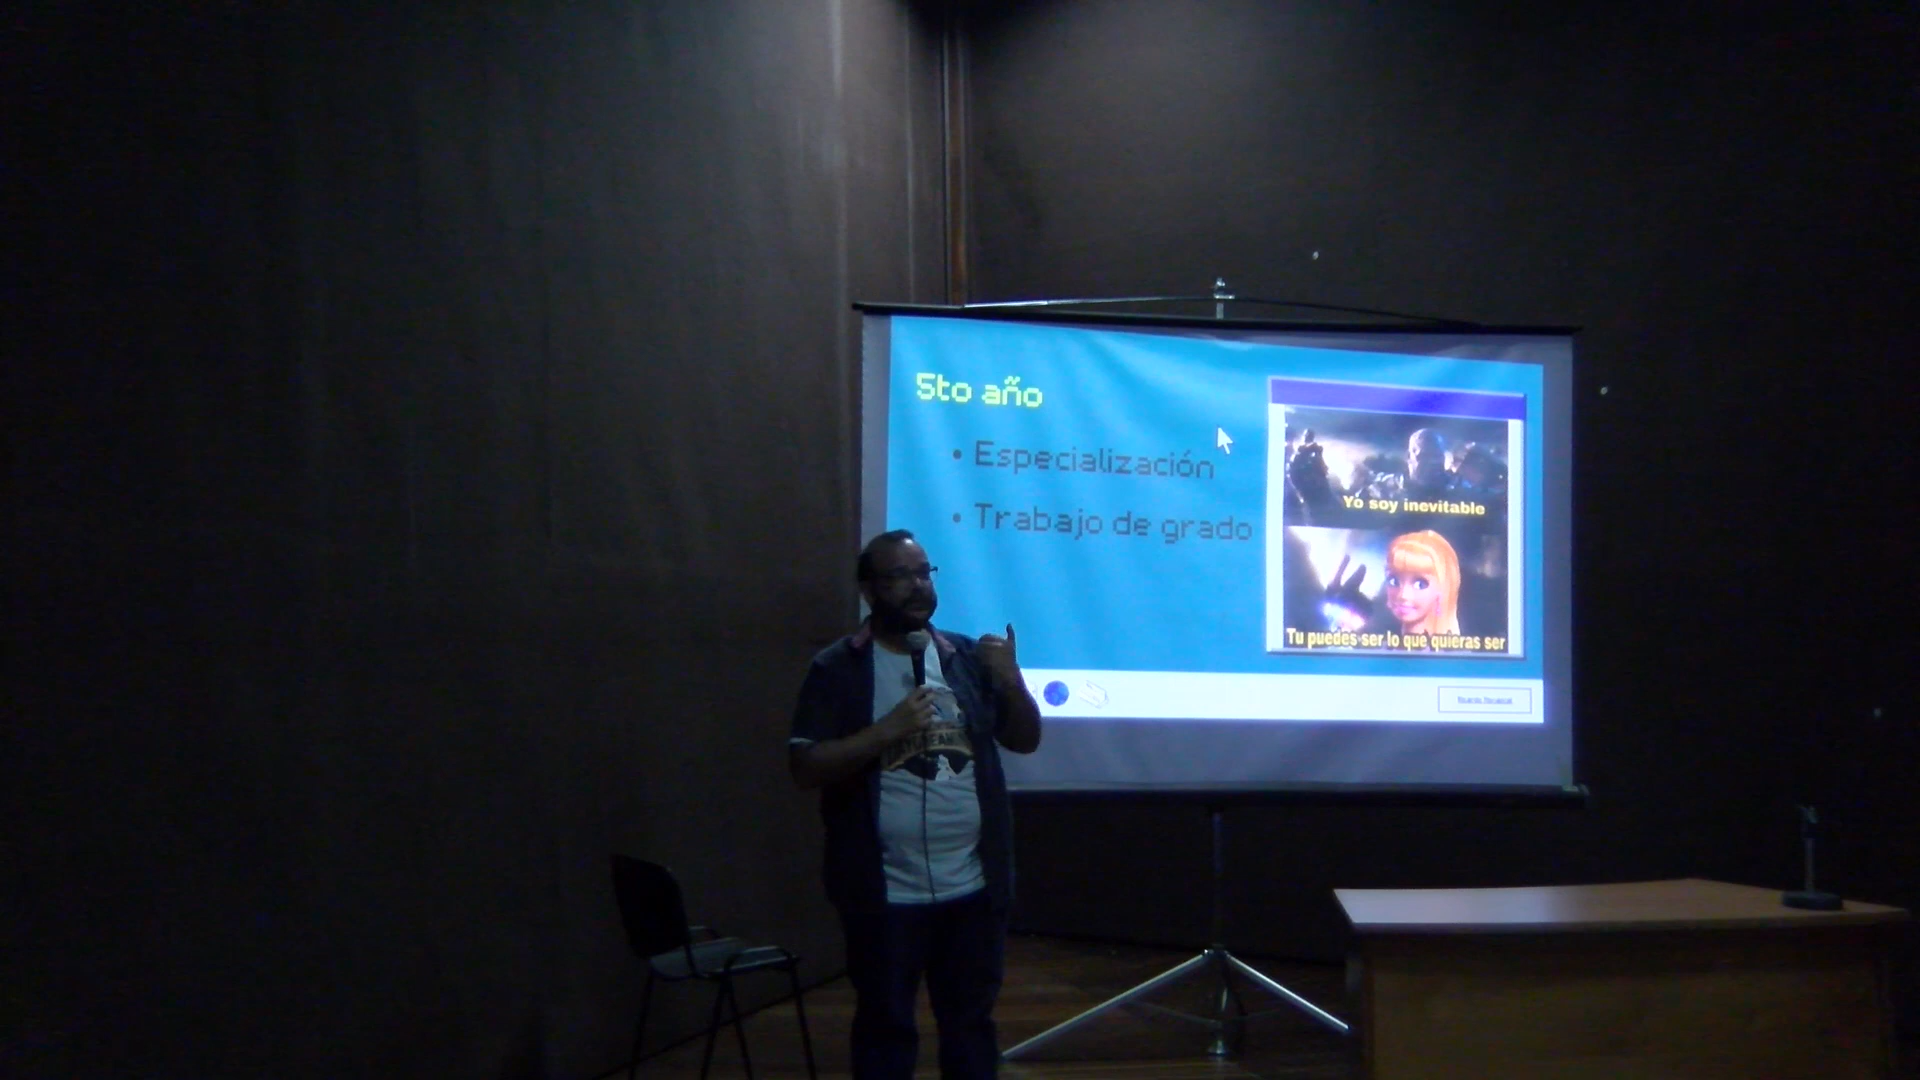 5to año
• Especialización
• Trabajo de grado
Yo soy inevitable
Tu puedes ser lo que quieras ser